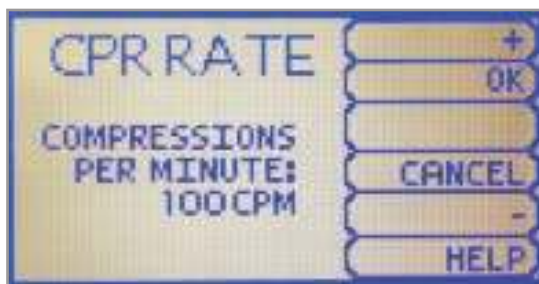 CPR RATE
COMPRESSIONS
PER MINUTE:
100 CPM
+
OK
CANCEL
-
HELP